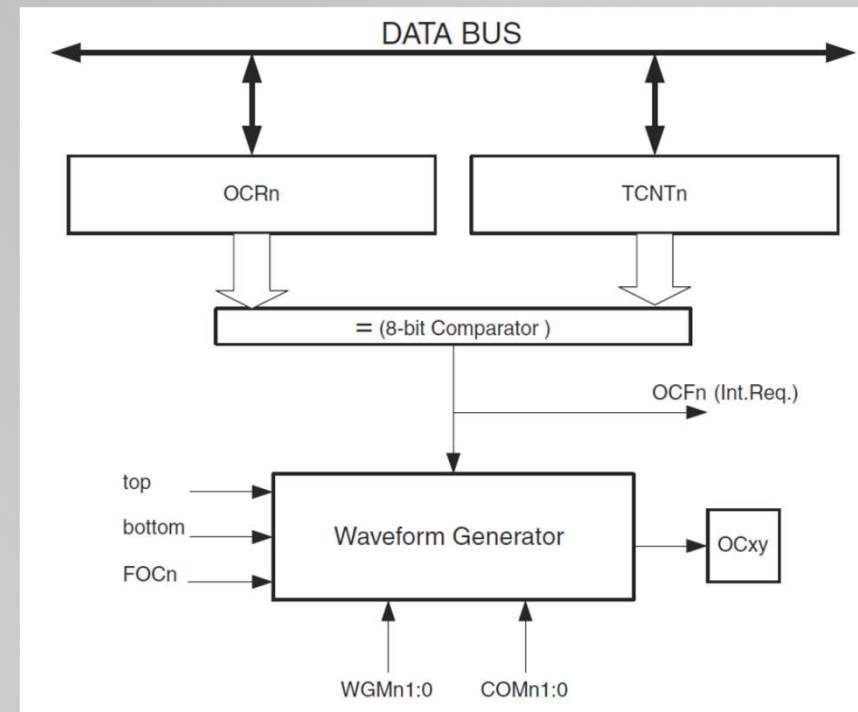 DATA BUS
OCRn
TCNTn
= (8-bit Comparator )
OCFn (Int.Req.)
top
bottom
FOCn
Waveform Generator
OCxy
WGMn1:0
COMn1:0